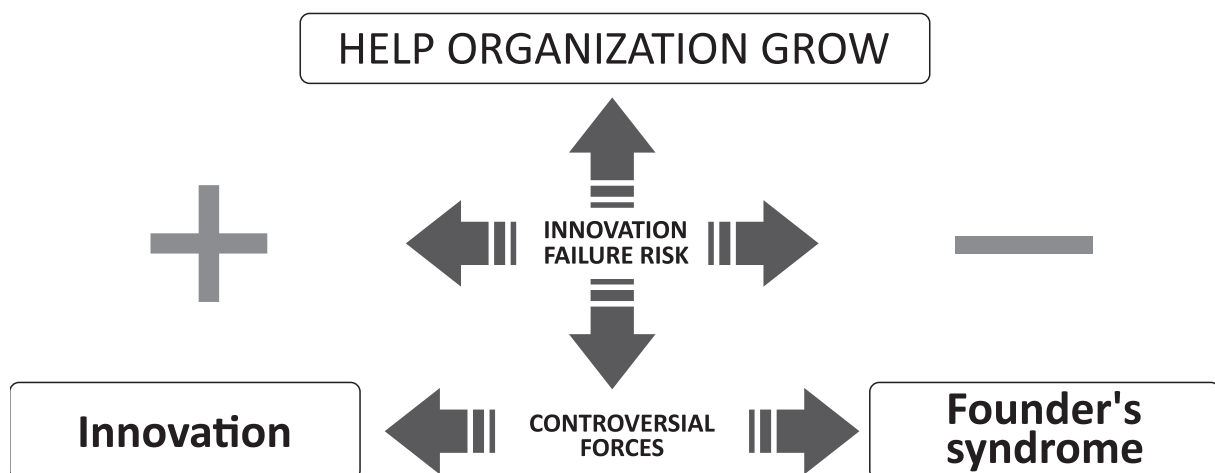 HELP ORGANIZATION GROW
INNOVATION
FAILURE RISK
Innovation
CONTROVERSIAL
FORCES
Founder's
syndrome